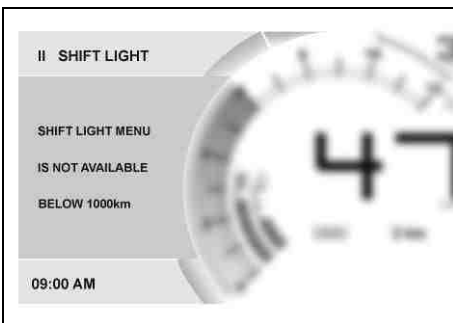 II SHIFT LIGHT
SHIFT LIGHT MENU
IS NOT AVAILABLE
BELOW 1000km
09:00 AM
47